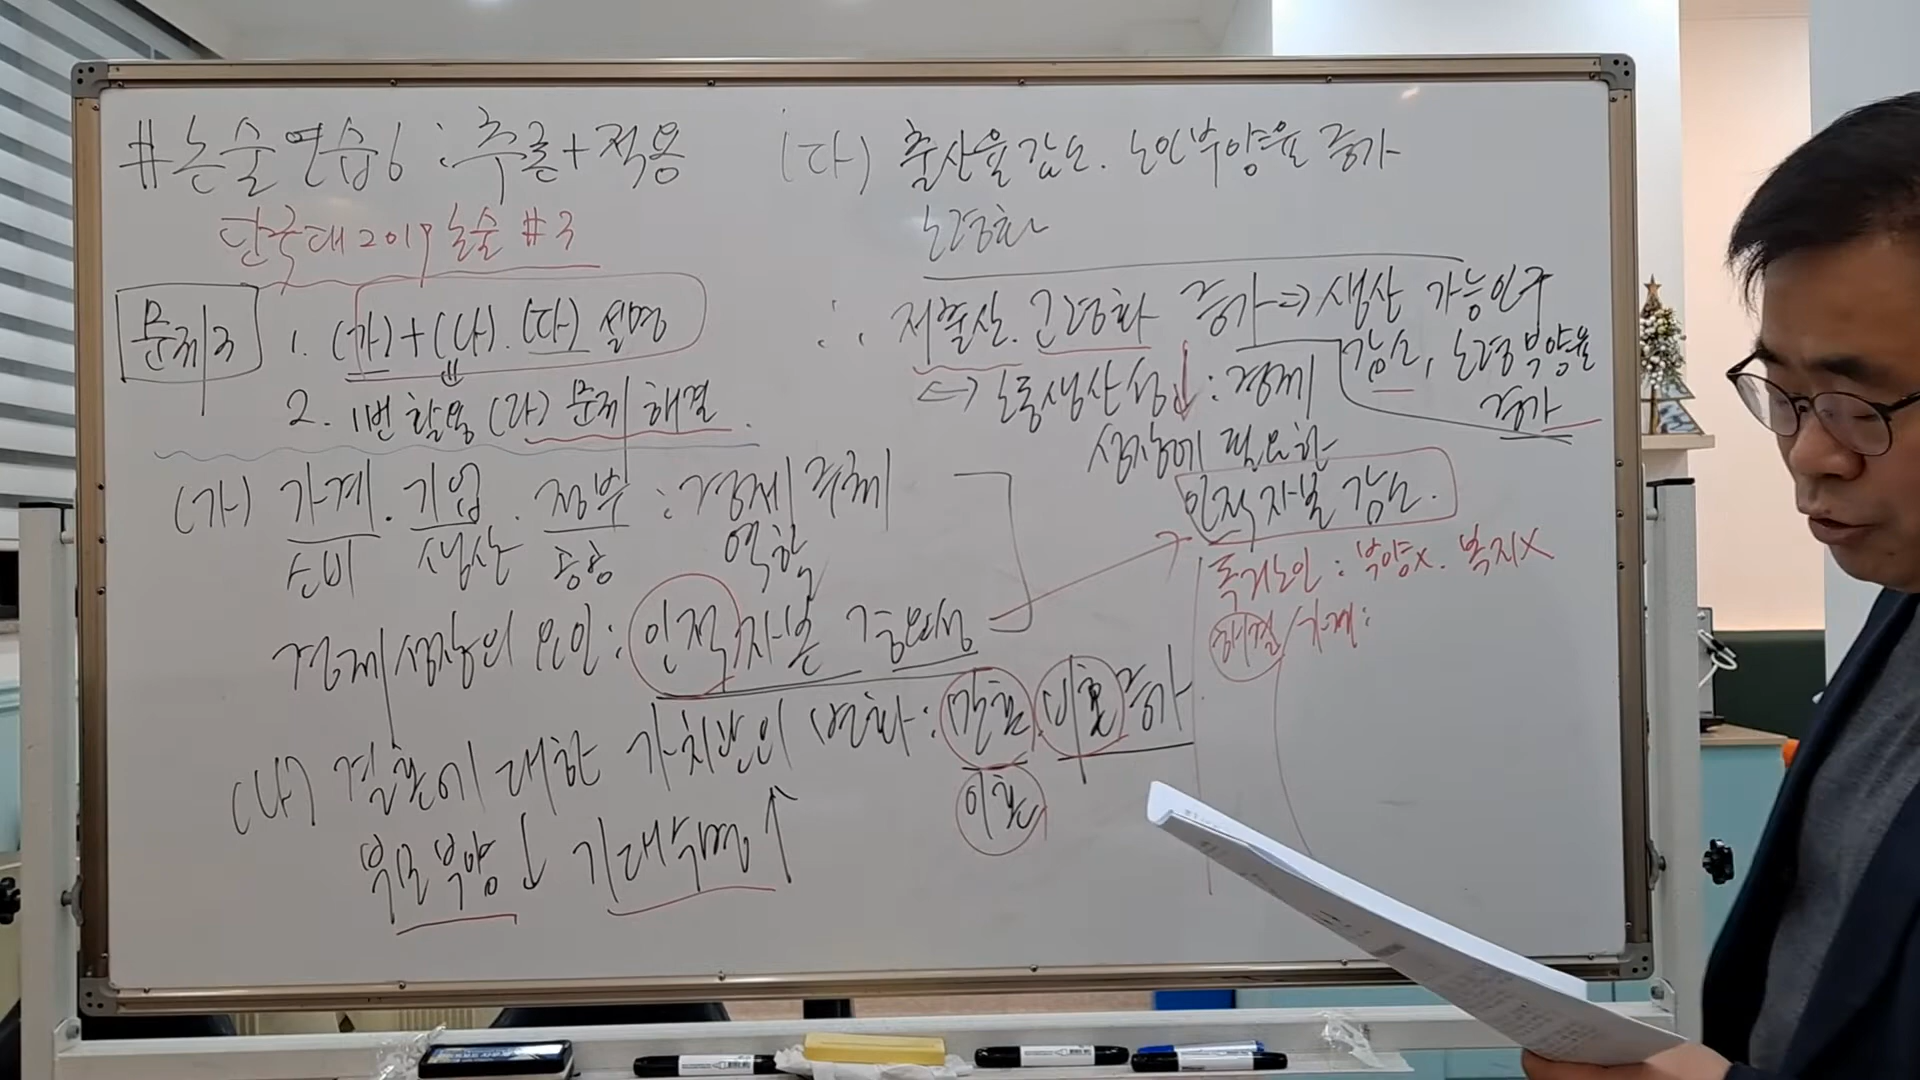 #논술연습6 : 추론+적용
단국대 2019 논술 #3
문제3
1. (가)+(나). (다) 설명
2. 1번 활용 (라) 문제 해결.
(가) 가계. 기업. 정부 : 경제 주체
소비 생산 공공 역할
경제성장의 요인 : 인적자본 중요성
(나) 결혼에 대한 가치관의 변화 : 만혼. 비혼 증가
이혼
부모부양↓ 기대수명↑
(다) 출산율감소. 노인부양율 증가
노령화
∴ 저출산. 고령화 증가⇒생산 가능인구
감소, 노령부양율
증가
⇔ 노동생산성↓ : 경제
성장에 필요한
인적자본 감소.
독거노인 : 부양x. 복지x
해결/가계: